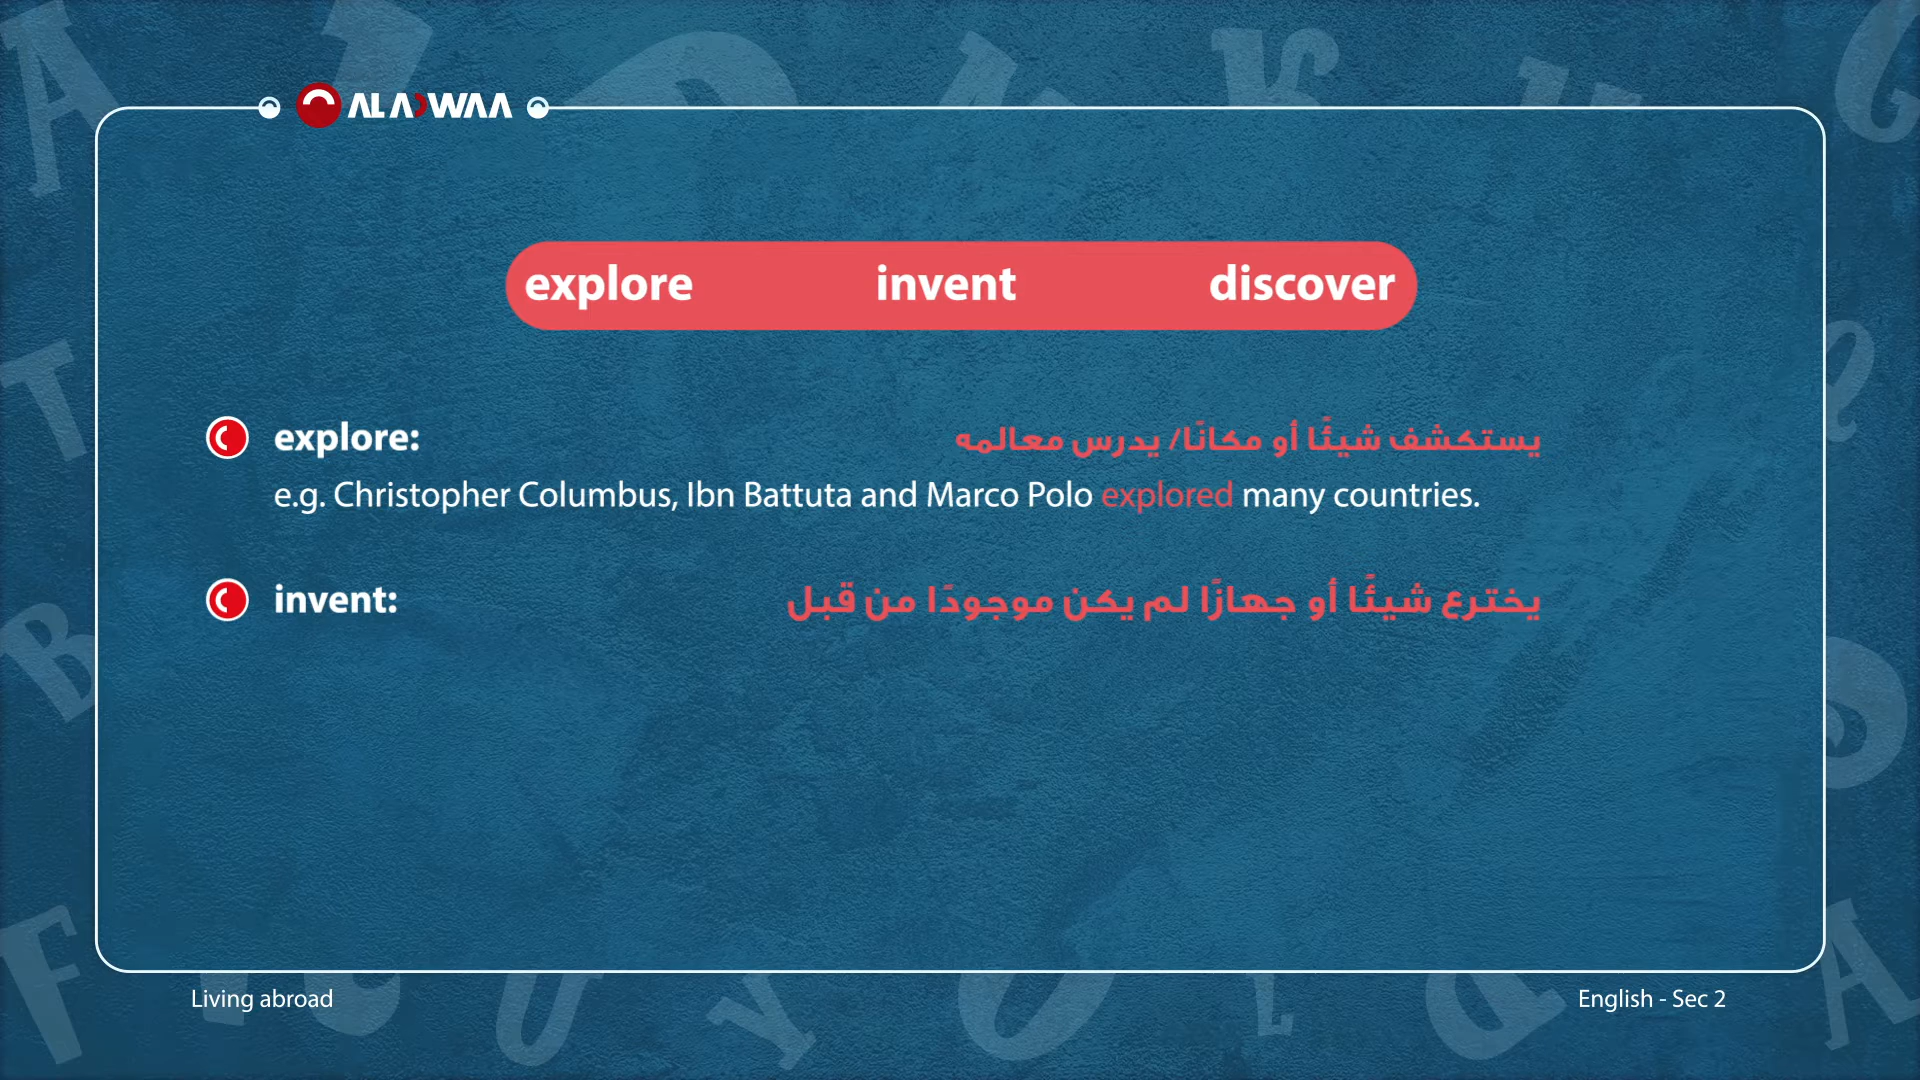 ALADWAA
explore invent discover
explore: يستكشف شيئًا أو مكانًا/ يدرس معالمه
e.g. Christopher Columbus, Ibn Battuta and Marco Polo explored many countries.
invent: يخترع شيئًا أو جهازًا لم يكن موجودًا من قبل
Living abroad
English - Sec 2